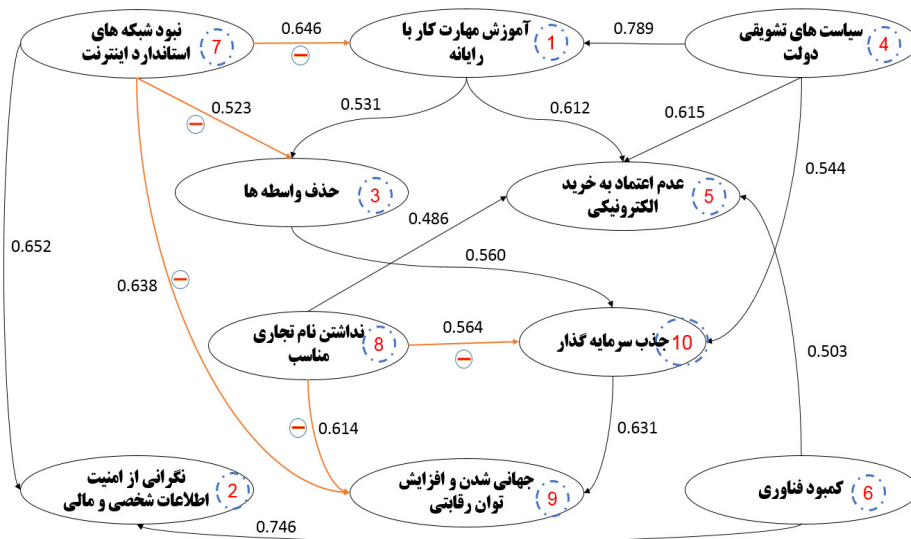 نبود شبکه های
استاندارد اینترنت
7
0.646
آموزش مهارت کار با
رایانه
1
0.789
سیاست های تشویقی
دولت
4
0.523
0.531
0.612
0.615
0.544
حذف واسطه ها
3
عدم اعتماد به خرید
الکترونیکی
5
0.486
0.652
0.560
0.638
نداشتن نام تجاری
مناسب
8
0.564
جذب سرمایه گذار
10
0.503
0.614
0.631
نگرانی از امنیت
اطلاعات شخصی و مالی
2
جهانی شدن و افزایش
توان رقابتی
9
کمبود فناوری
6
0.746